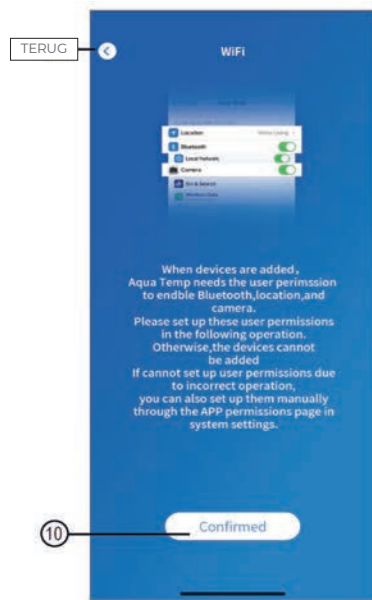 TERUG
WiFi
Location
Bluetooth
Local Network
Camera
Siri & Search
When devices are added,
Aqua Temp needs the user perimssion
to endble Bluetooth,location,and
camera.
Please set up these user permissions
in the following operation.
Otherwise,the devices cannot
be added
If cannot set up user permissions due
to incorrect operation,
you can also set up them manually
through the APP permissions page in
system settings.
10
Confirmed